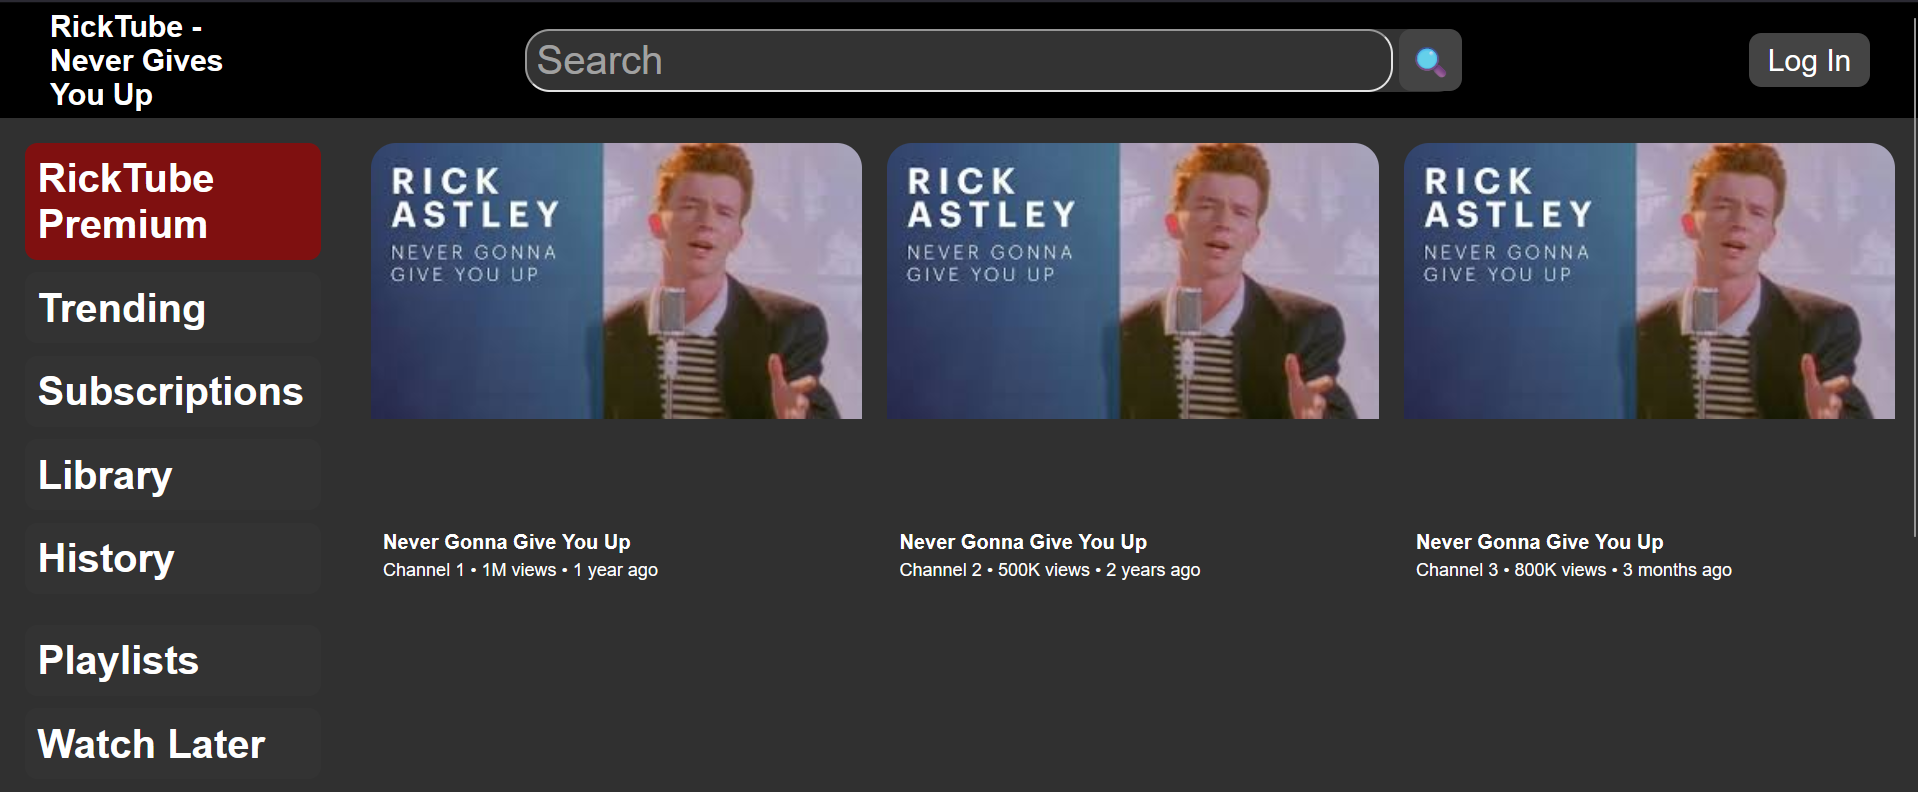 RickTube -
Never Gives
You Up
Search
Log In
RickTube
Premium
Trending
Subscriptions
Library
History
Playlists
Watch Later
RICK
ASTLEY
NEVER GONNA
GIVE YOU UP
Never Gonna Give You Up
Channel 1 • 1M views • 1 year ago
RICK
ASTLEY
NEVER GONNA
GIVE YOU UP
Never Gonna Give You Up
Channel 2 • 500K views • 2 years ago
RICK
ASTLEY
NEVER GONNA
GIVE YOU UP
Never Gonna Give You Up
Channel 3 • 800K views • 3 months ago